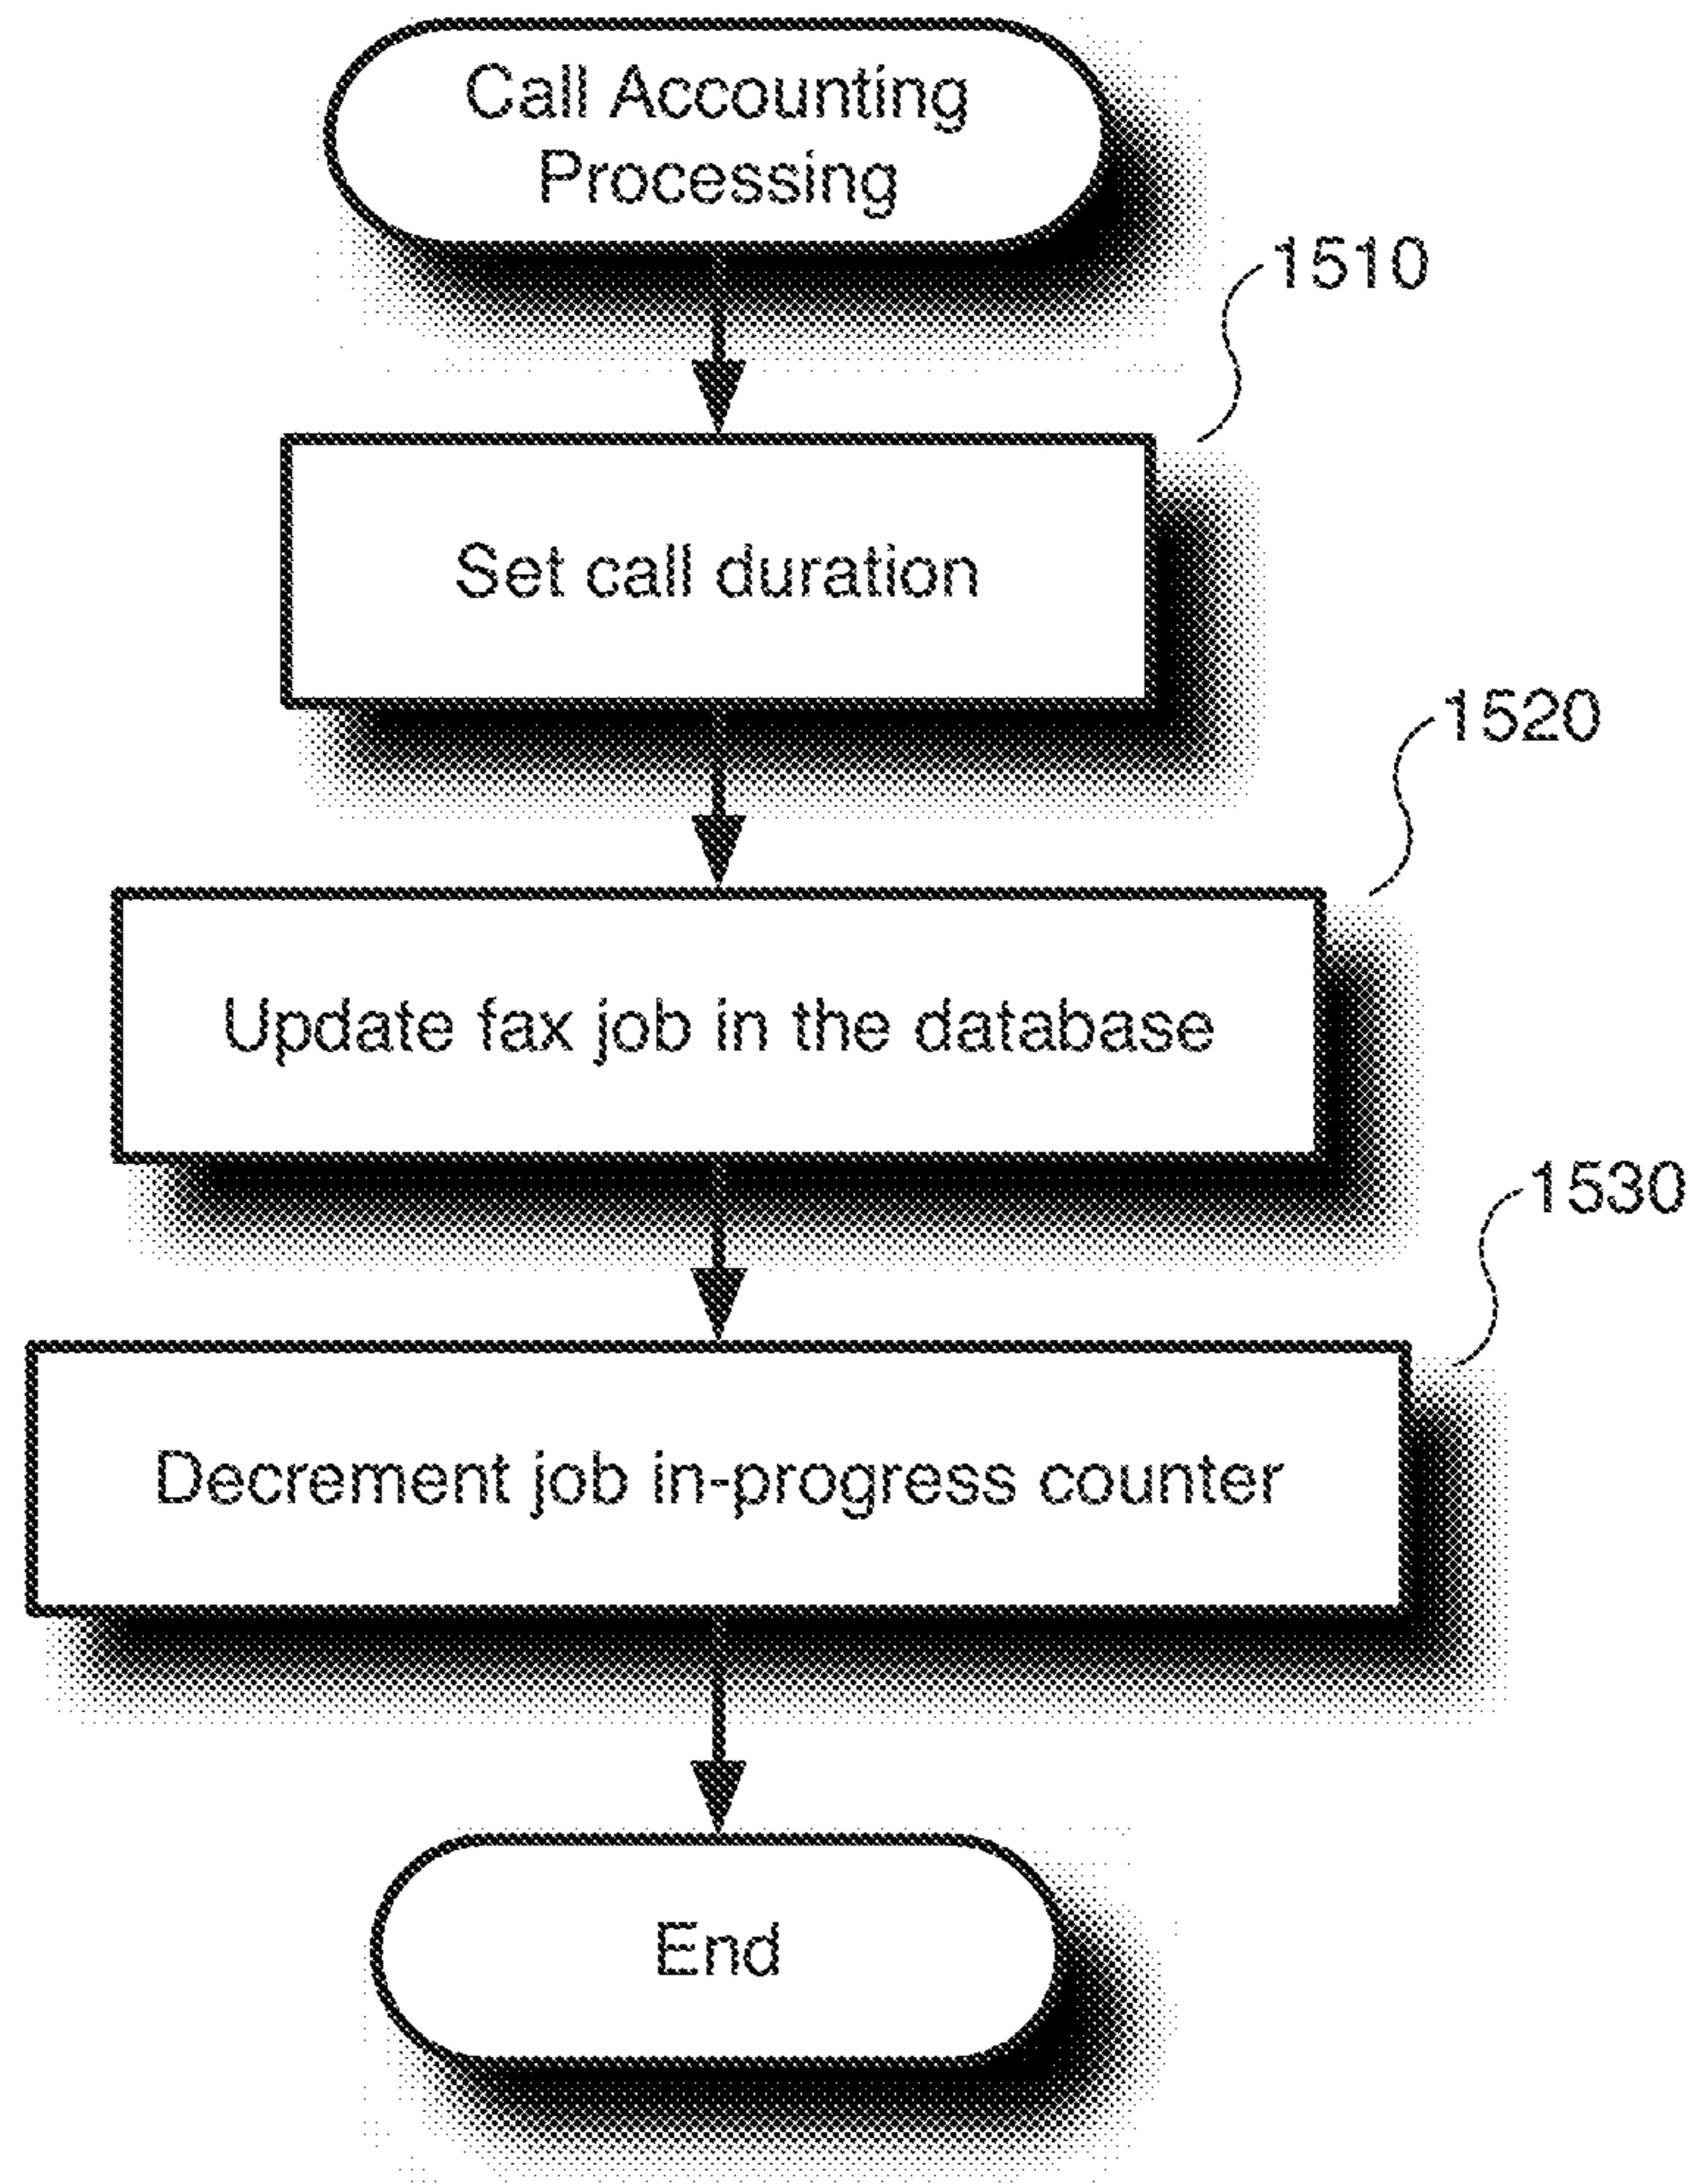 Call Accounting
Processing
1510
Set call duration
1520
Update fax job in the database
1530
Decrement job in-progress counter
End